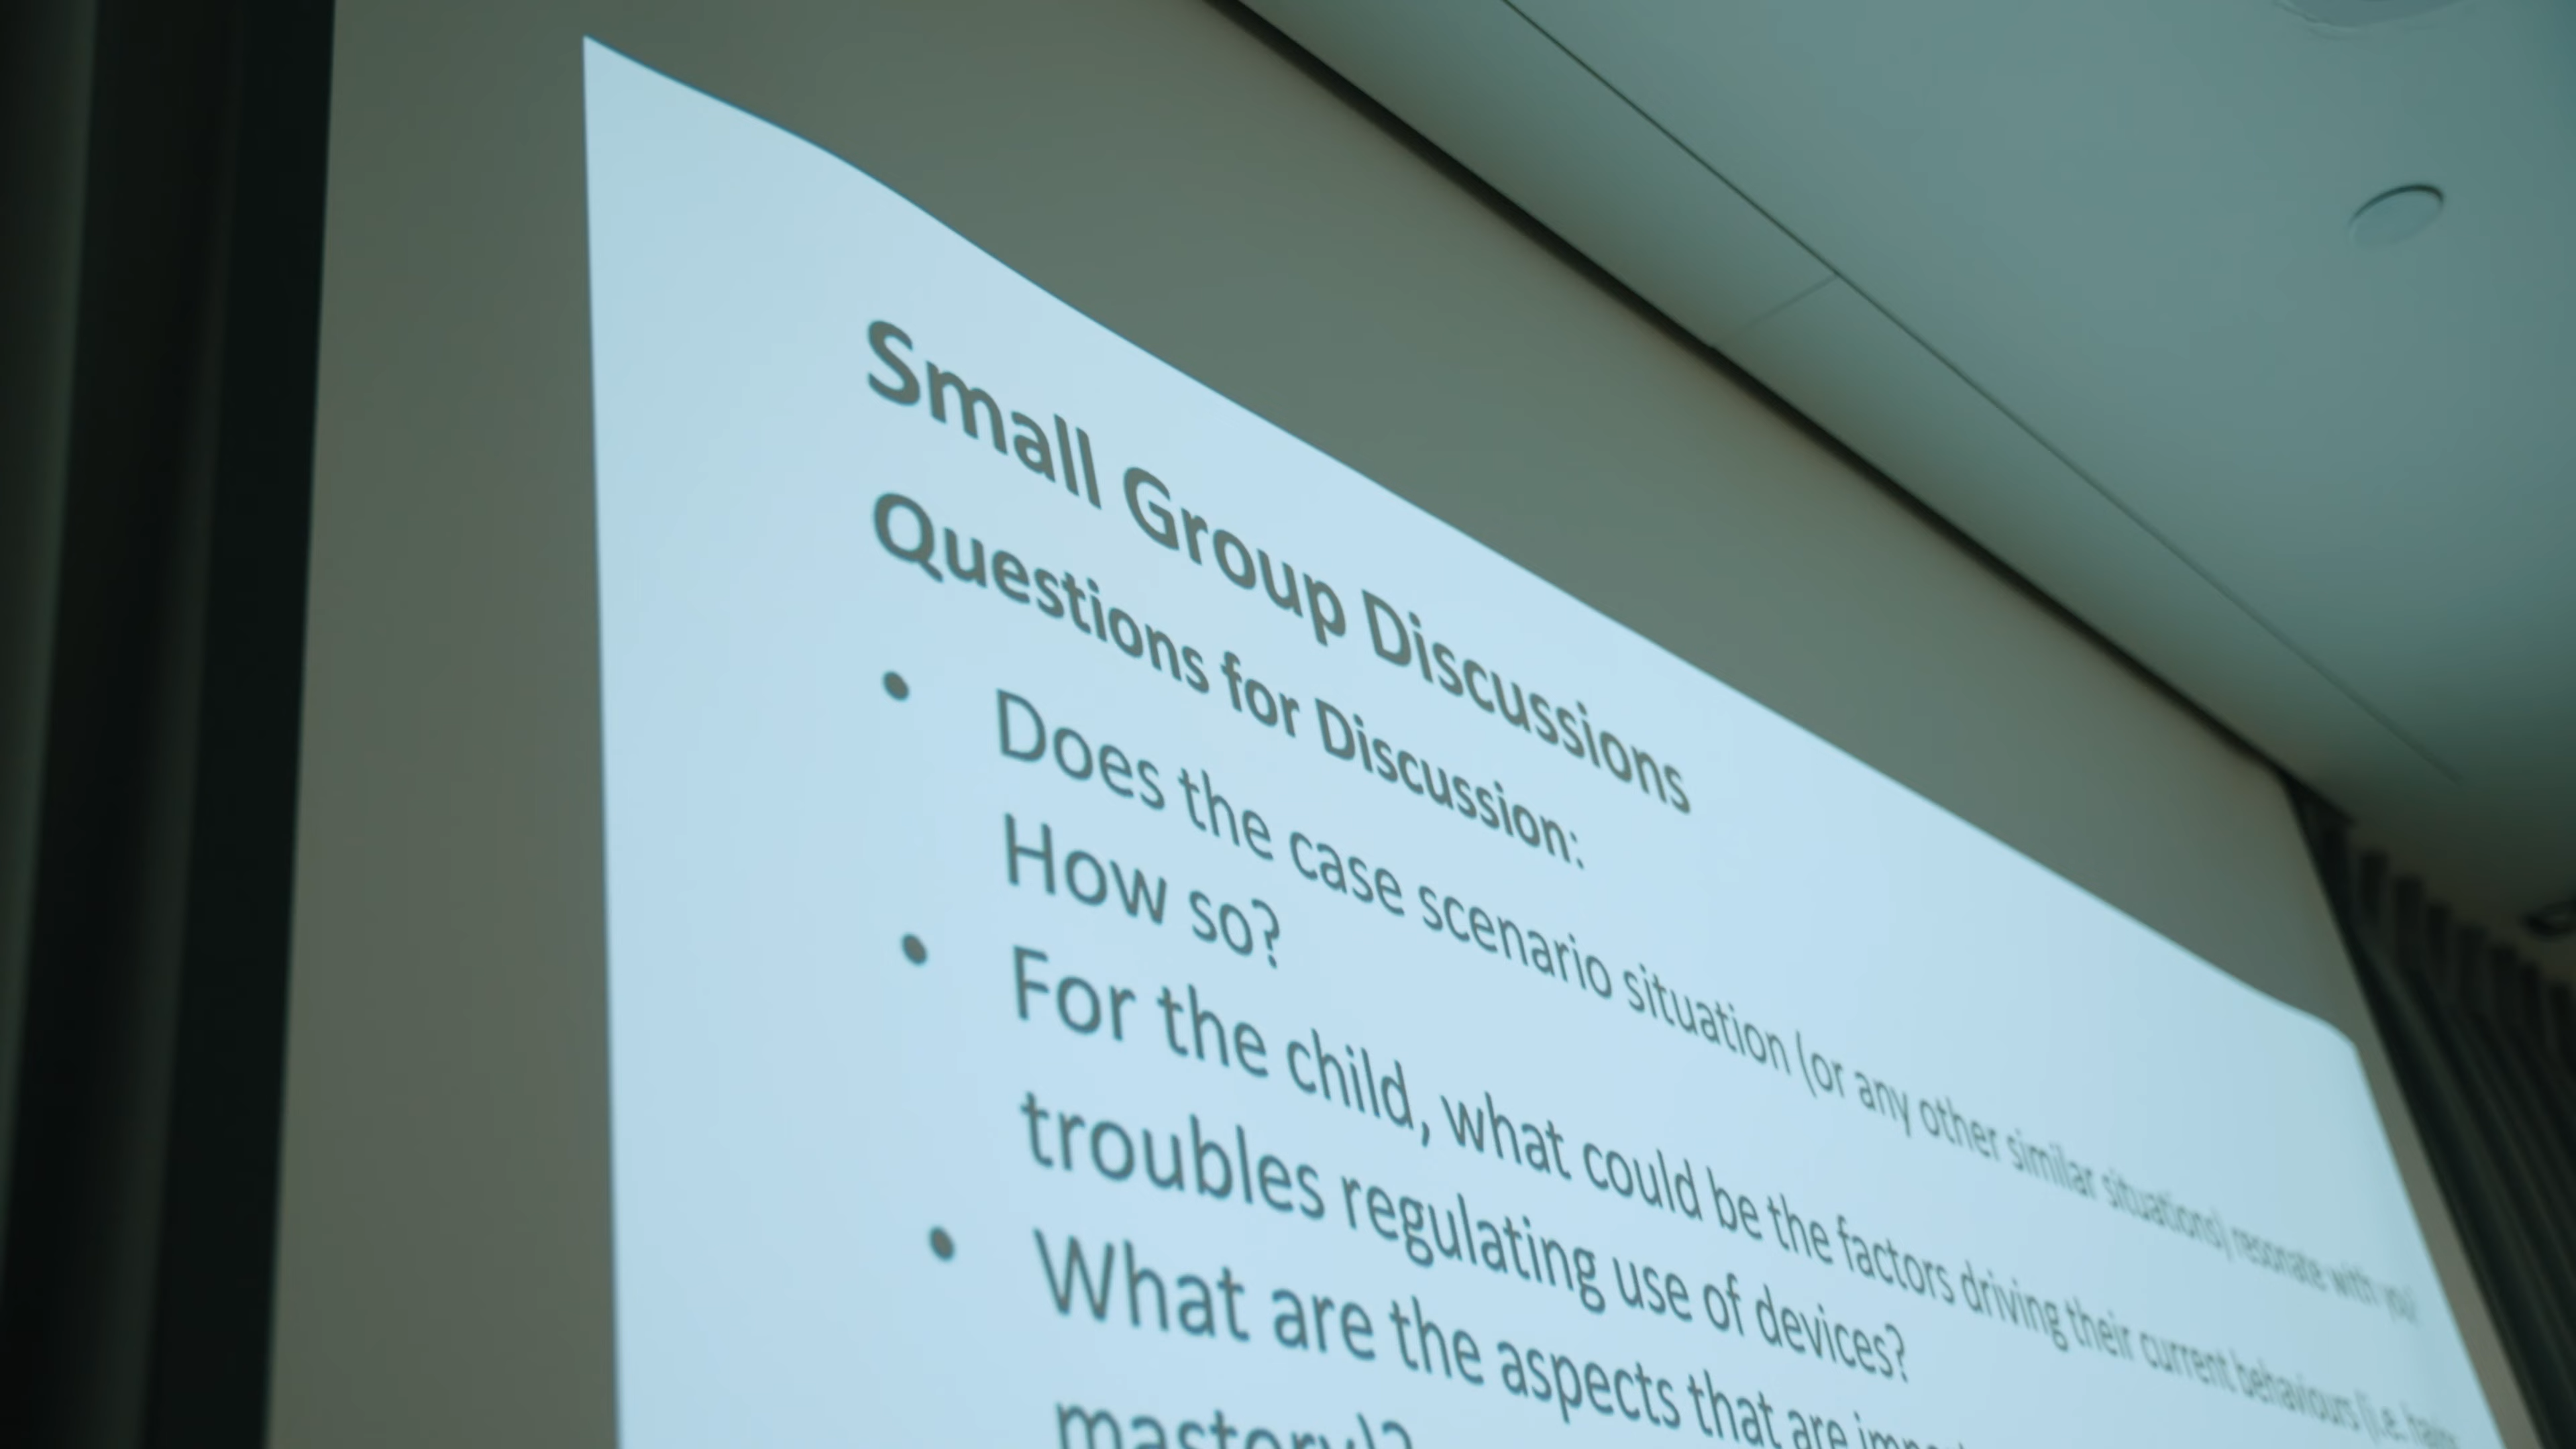 Small Group Discussions
Questions for Discussion:
• Does the case scenario situation (or any other similar situations) resonate with you?
How so?
• For the child, what could be the factors driving their current behaviours (i.e.
troubles regulating use of devices?
• What are the aspects that are
mastery)?